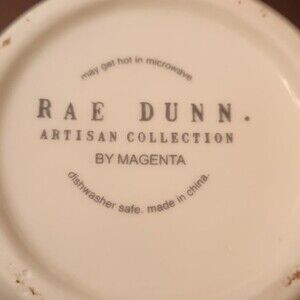 may get hot in microwave
RAE DUNN.
ARTISAN COLLECTION
BY MAGENTA
dishwasher safe. made in china.